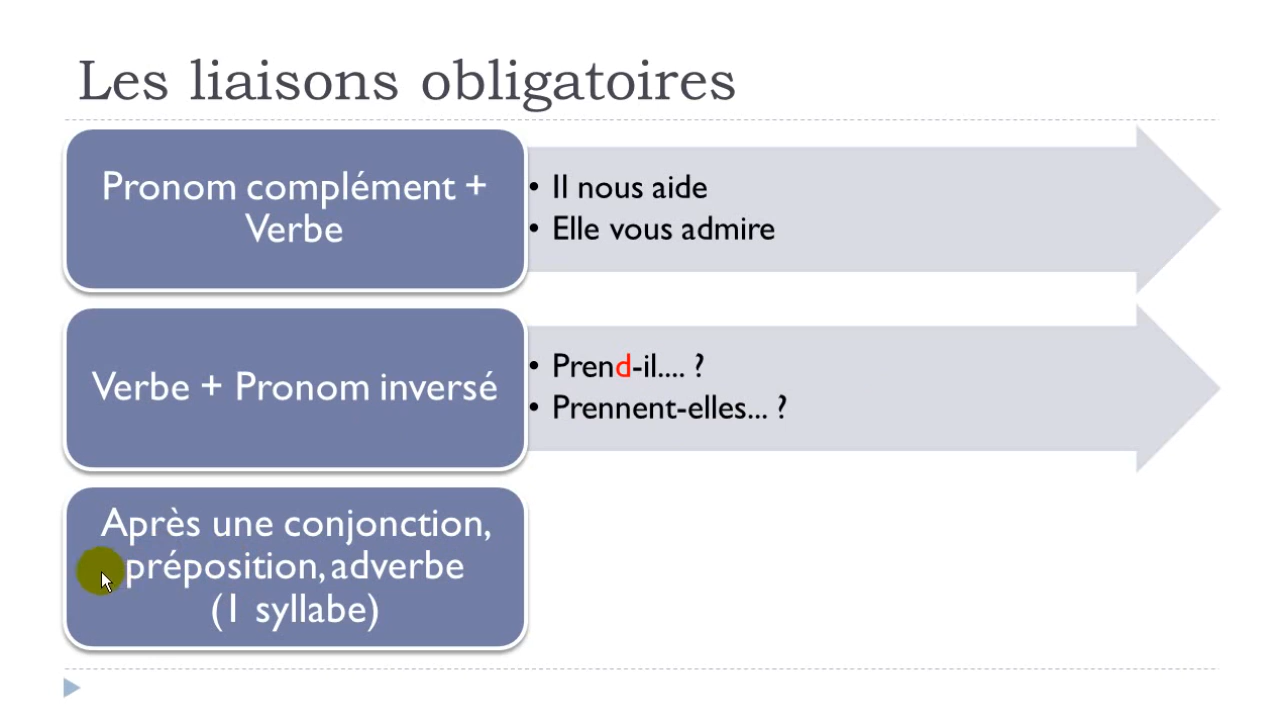 Les liaisons obligatoires
Pronom complément +
Verbe
• Il nous aide
• Elle vous admire
Verbe + Pronom inversé
• Prend-il.... ?
• Prennent-elles... ?
Après une conjonction,
préposition, adverbe
(1 syllabe)